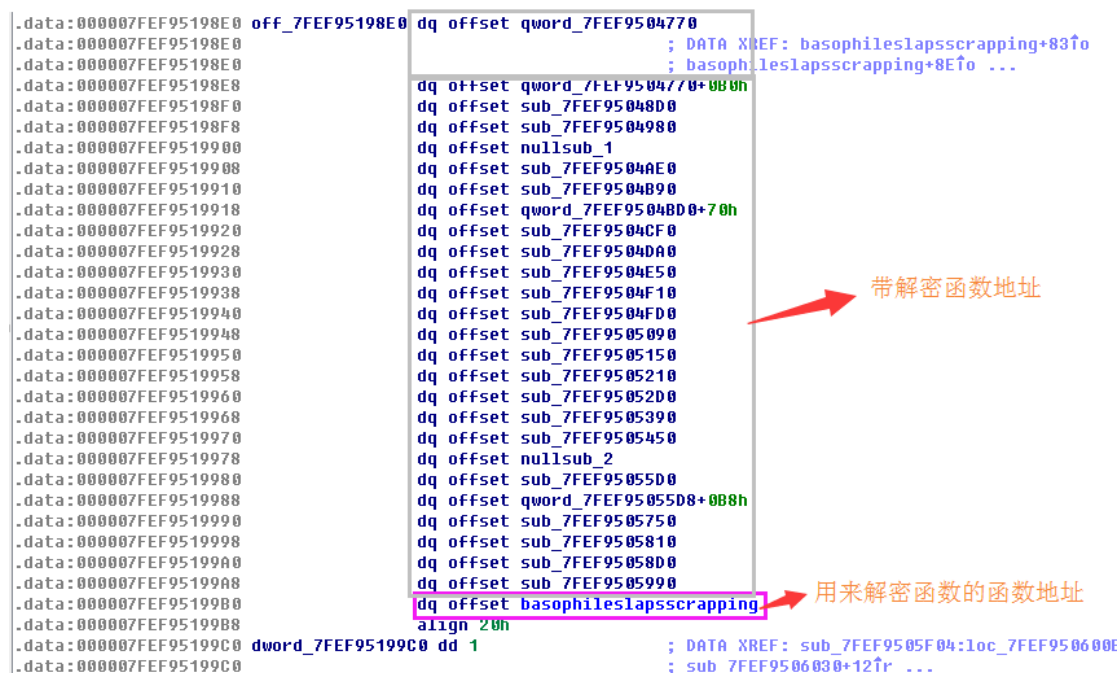 .data:000007FEF95198E0 off_7FEF95198E0 dq offset qword_7FEF9504770
.data:000007FEF95198E0 ; DATA XREF: basophileslapsscrapping+83↑o
.data:000007FEF95198E0 ; basophileslapsscrapping+8E↑o ...
.data:000007FEF95198E8 dq offset qword_7FEF9504770+0B0h
.data:000007FEF95198F0 dq offset sub_7FEF95048D0
.data:000007FEF95198F8 dq offset sub_7FEF9504980
.data:000007FEF9519900 dq offset nullsub_1
.data:000007FEF9519908 dq offset sub_7FEF9504AE0
.data:000007FEF9519910 dq offset sub_7FEF9504B90
.data:000007FEF9519918 dq offset qword_7FEF9504BD0+70h
.data:000007FEF9519920 dq offset sub_7FEF9504CF0
.data:000007FEF9519928 dq offset sub_7FEF9504DA0
.data:000007FEF9519930 dq offset sub_7FEF9504E50
带解密函数地址
.data:000007FEF9519938 dq offset sub_7FEF9504F10
.data:000007FEF9519940 dq offset sub_7FEF9504FD0
.data:000007FEF9519948 dq offset sub_7FEF9505090
.data:000007FEF9519950 dq offset sub_7FEF9505150
.data:000007FEF9519958 dq offset sub_7FEF9505210
.data:000007FEF9519960 dq offset sub_7FEF95052D0
.data:000007FEF9519968 dq offset sub_7FEF9505390
.data:000007FEF9519970 dq offset sub_7FEF9505450
.data:000007FEF9519978 dq offset nullsub_2
.data:000007FEF9519980 dq offset sub_7FEF95055D0
.data:000007FEF9519988 dq offset qword_7FEF95055D8+0B8h
.data:000007FEF9519990 dq offset sub_7FEF9505750
.data:000007FEF9519998 dq offset sub_7FEF9505810
.data:000007FEF95199A0 dq offset sub_7FEF95058D0
.data:000007FEF95199A8 dq offset sub_7FEF9505990
.data:000007FEF95199B0 dq offset basophileslapsscrapping
用来解密函数的函数地址
.data:000007FEF95199B8 align 20h
.data:000007FEF95199C0 dword_7FEF95199C0 dd 1 ; DATA XREF: sub_7FEF9505F04:loc_7FEF950600E
.data:000007FEF95199C0 ; sub_7FEF9506030+12↑r ...